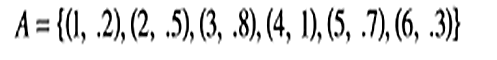 A = {(1, .2), (2, .5), (3, .8), (4, 1), (5, .7), (6, .3)}